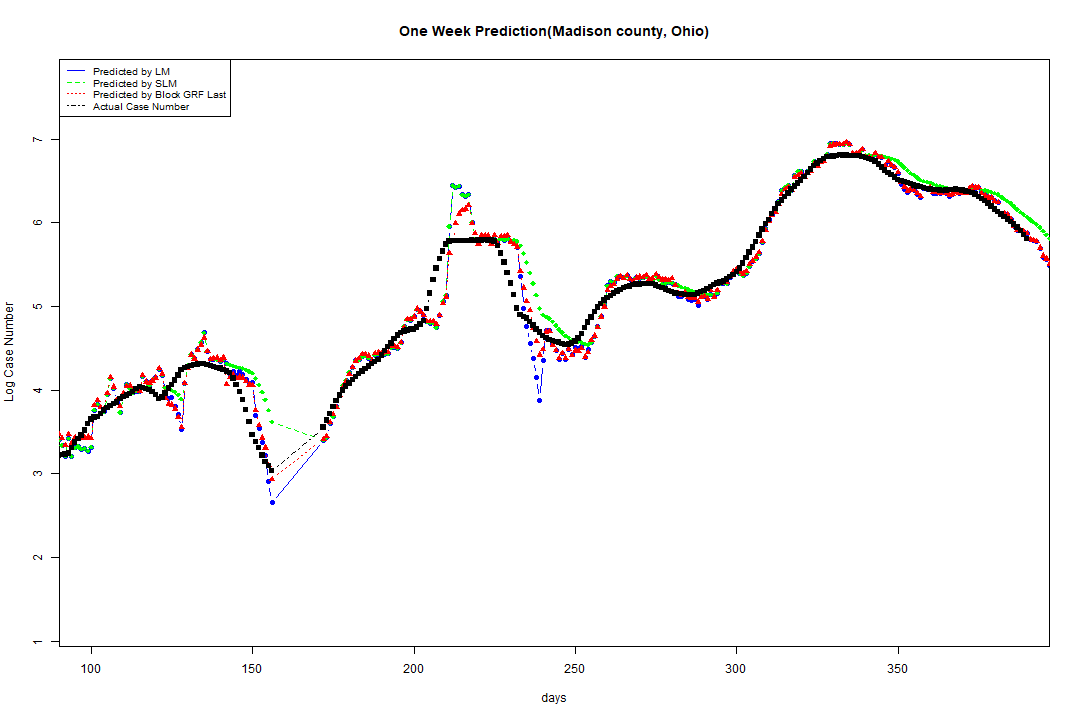 One Week Prediction(Madison county, Ohio)
Predicted by LM
Predicted by SLM
Predicted by Block GRF Last
Actual Case Number
Log Case Number
7
6
5
4
3
2
1
100 150 200 250 300 350
days